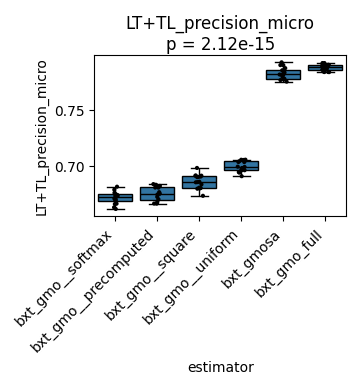 LT+TL_precision_micro
p = 2.12e-15
LT+TL_precision_micro
0.75
0.70
bxt_gmo__softmax
bxt_gmo__precomputed
bxt_gmo__square
bxt_gmo__uniform
bxt_gmosa
bxt_gmo_full
estimator